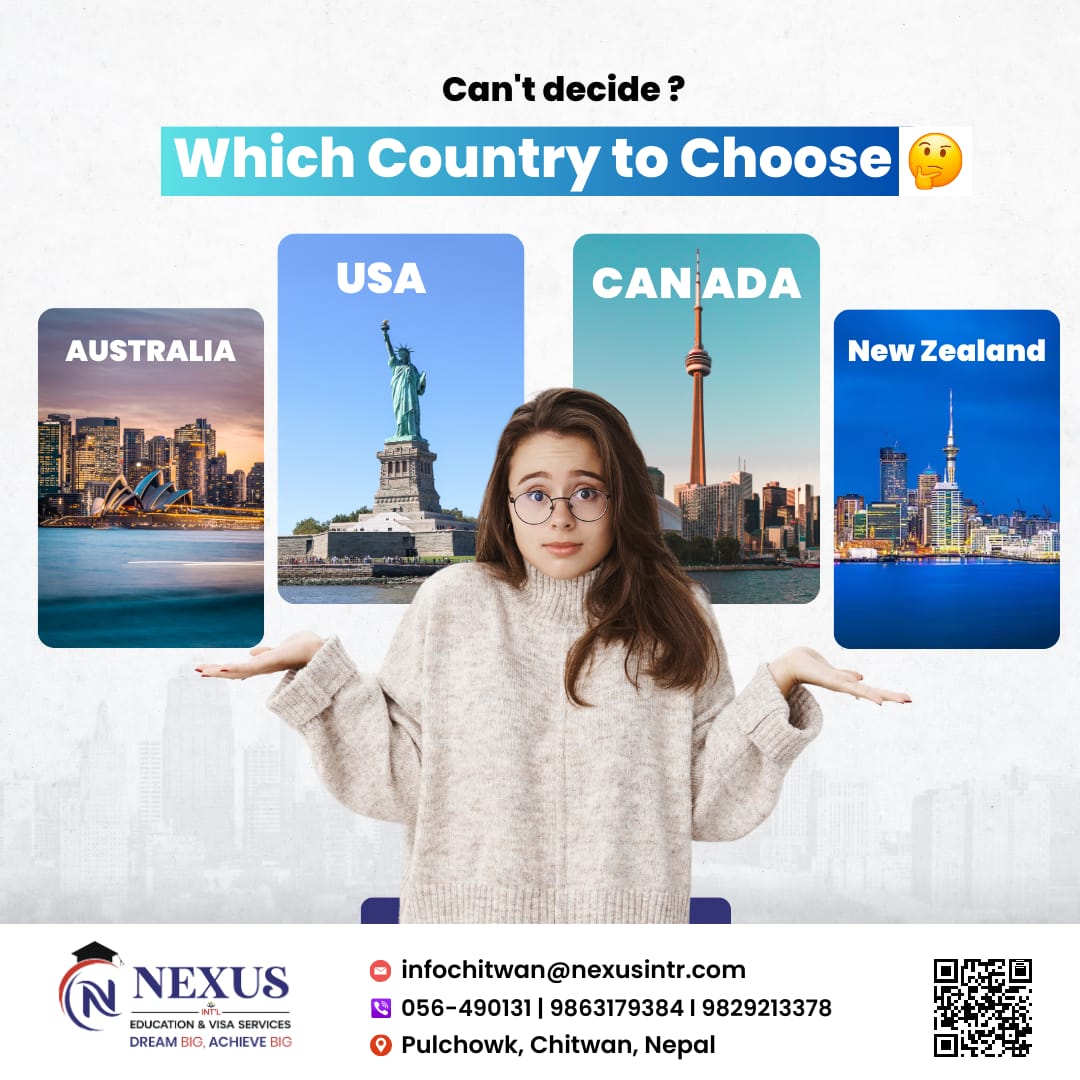 Can't decide ?
Which Country to Choose 🤔
AUSTRALIA
USA
CANADA
New Zealand
NEXUS
INT'L
EDUCATION & VISA SERVICES
DREAM BIG, ACHIEVE BIG
infochitwan@nexusintr.com
056-490131 | 9863179384 I 9829213378
Pulchowk, Chitwan, Nepal